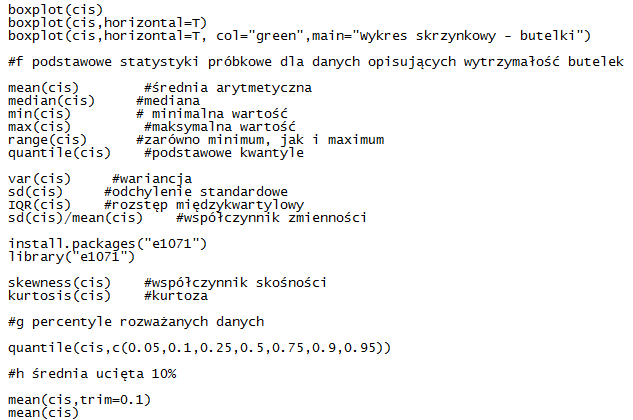 boxplot(cis)
boxplot(cis,horizontal=T)
boxplot(cis,horizontal=T, col="green",main="Wykres skrzynkowy - butelki")
#f podstawowe statystyki próbkowe dla danych opisujących wytrzymałość butelek
mean(cis) #średnia arytmetyczna
median(cis) #mediana
min(cis) # minimalna wartość
max(cis) #maksymalna wartość
range(cis) #zarówno minimum, jak i maximum
quantile(cis) #podstawowe kwantyle
var(cis) #wariancja
sd(cis) #odchylenie standardowe
IQR(cis) #rozstęp międzykwartylowy
sd(cis)/mean(cis) #współczynnik zmienności
install.packages("e1071")
library("e1071")
skewness(cis) #współczynnik skośności
kurtosis(cis) #kurtoza
#g percentyle rozważanych danych
quantile(cis,c(0.05,0.1,0.25,0.5,0.75,0.9,0.95))
#h średnia ucięta 10%
mean(cis,trim=0.1)
mean(cis)